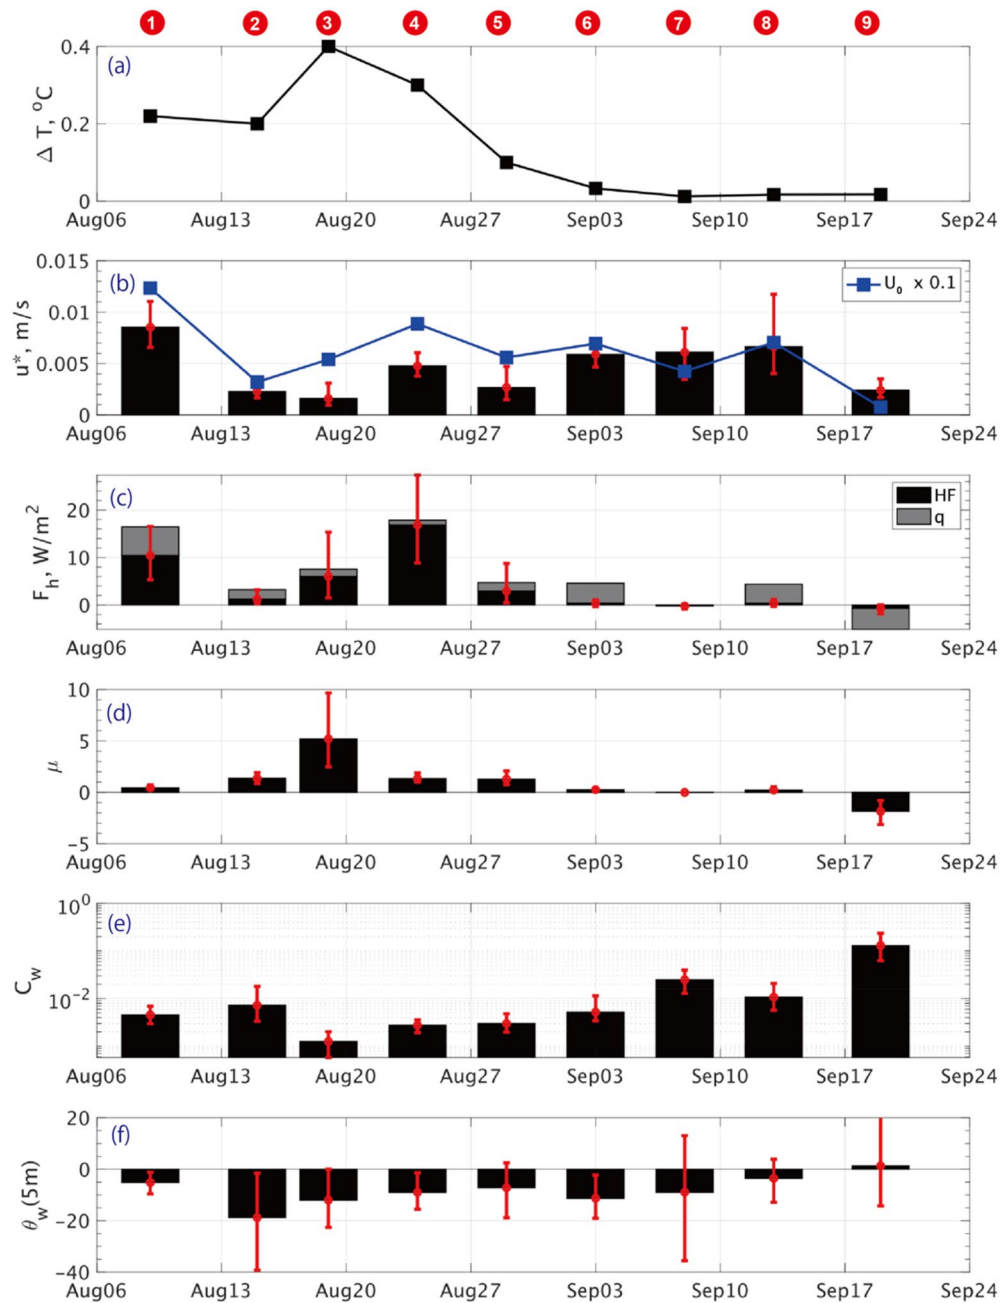 1 2 3 4 5 6 7 8 9
(a)
Δ T, °C
0.4
0.2
0
Aug06 Aug13 Aug20 Aug27 Sep03 Sep10 Sep17 Sep24
(b)
u*, m/s
U₀ x 0.1
0.015
0.01
0.005
0
Aug06 Aug13 Aug20 Aug27 Sep03 Sep10 Sep17 Sep24
(c)
F_h, W/m²
HF
q
20
10
0
Aug06 Aug13 Aug20 Aug27 Sep03 Sep10 Sep17 Sep24
(d)
μ
10
5
0
−5
Aug06 Aug13 Aug20 Aug27 Sep03 Sep10 Sep17 Sep24
(e)
C_w
10⁰
10⁻²
Aug06 Aug13 Aug20 Aug27 Sep03 Sep10 Sep17 Sep24
(f)
θ_w(5m)
20
0
−20
−40
Aug06 Aug13 Aug20 Aug27 Sep03 Sep10 Sep17 Sep24